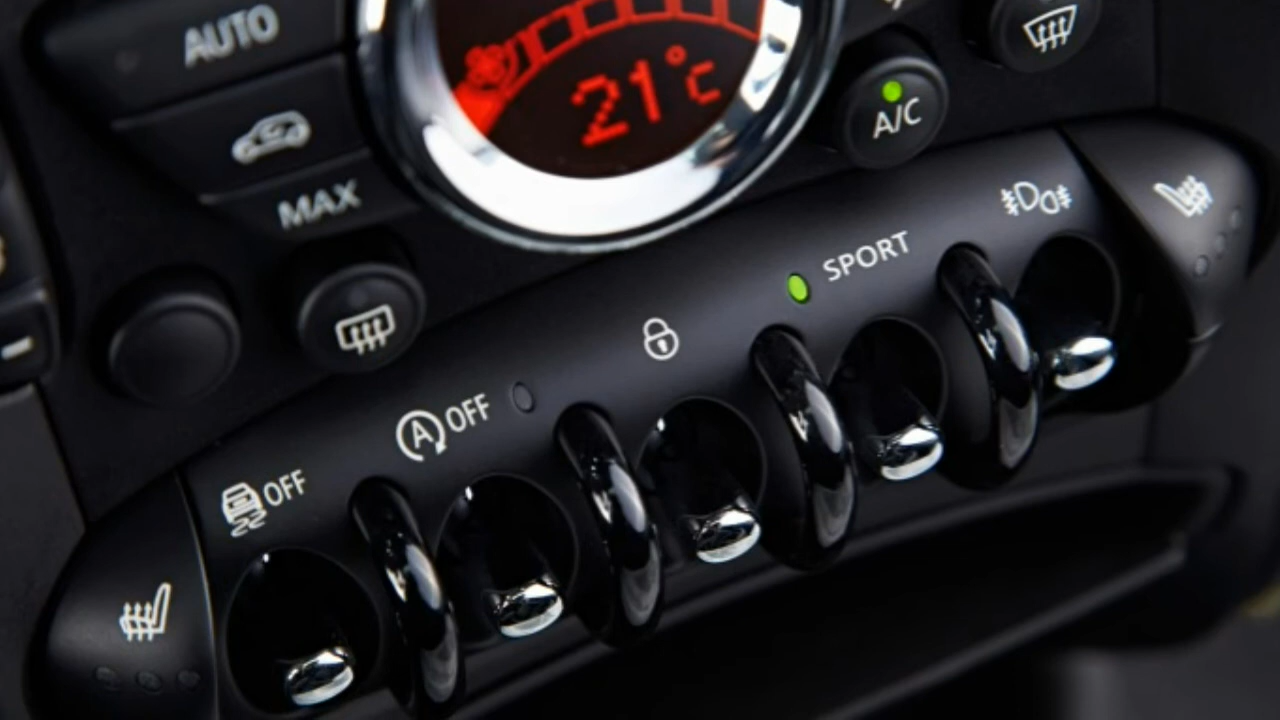 AUTO
21°C
A/C
MAX
SPORT
A OFF
OFF